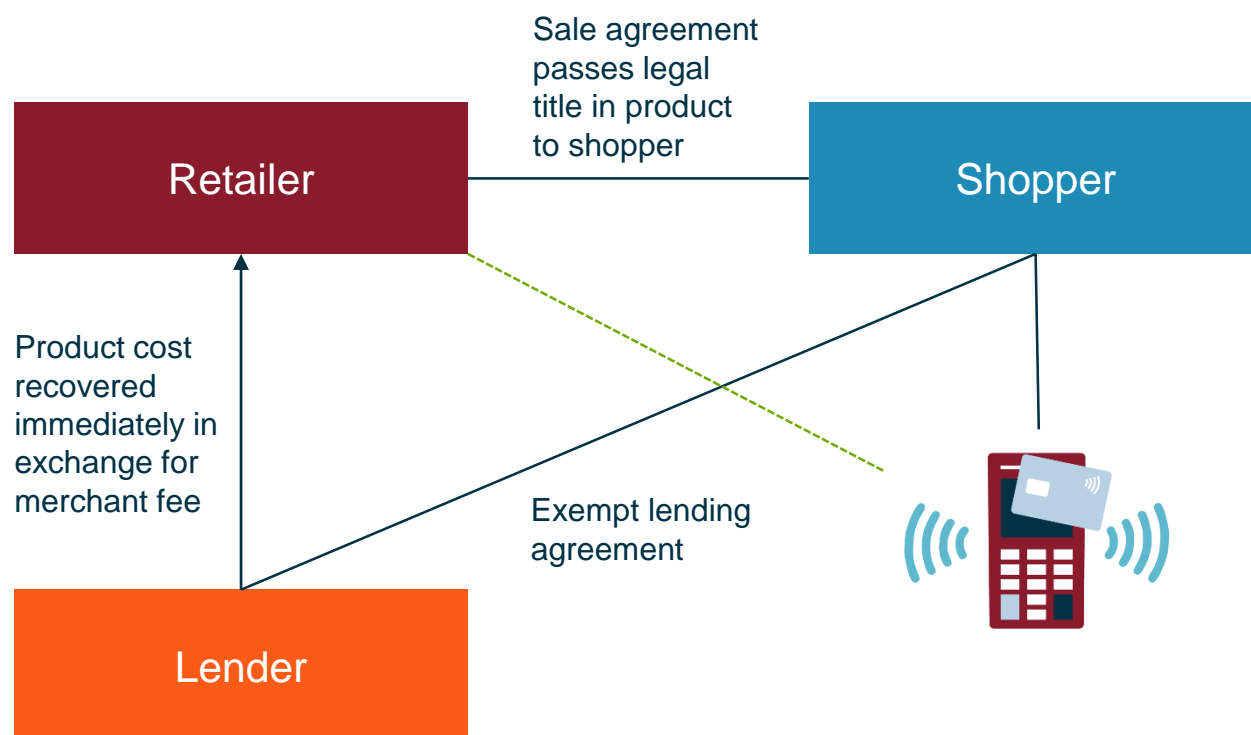 Sale agreement
passes legal
title in product
to shopper
Retailer
Shopper
Product cost
recovered
immediately in
exchange for
merchant fee
Exempt lending
agreement
Lender